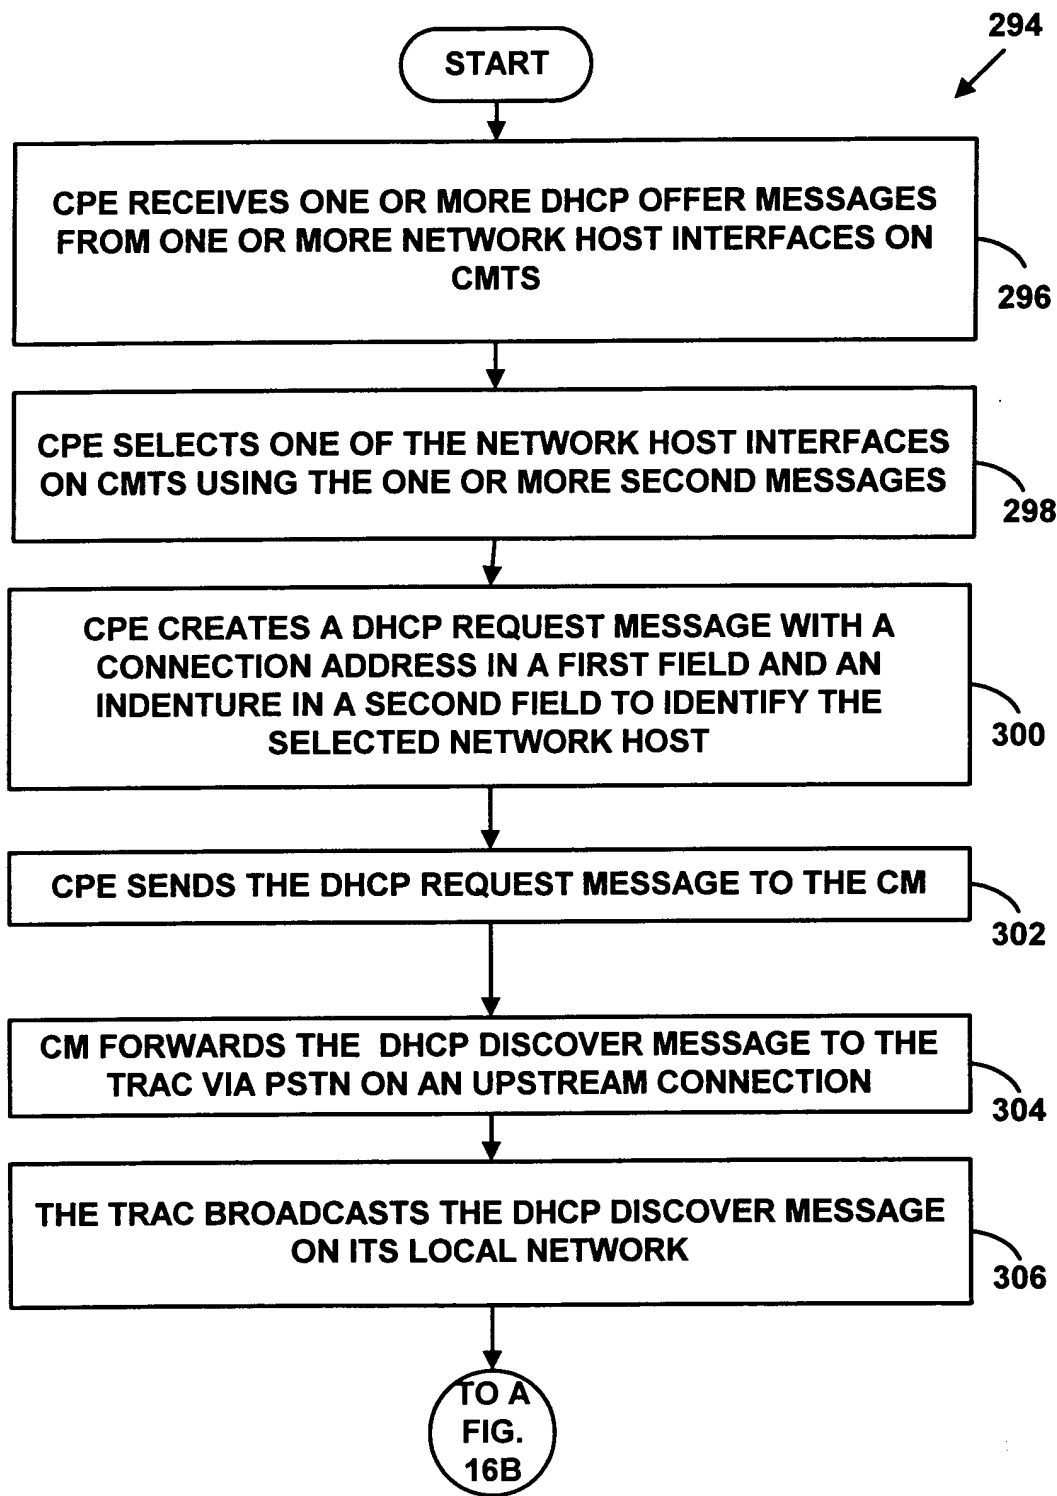 294
START
CPE RECEIVES ONE OR MORE DHCP OFFER MESSAGES
FROM ONE OR MORE NETWORK HOST INTERFACES ON
CMTS
296
CPE SELECTS ONE OF THE NETWORK HOST INTERFACES
ON CMTS USING THE ONE OR MORE SECOND MESSAGES
298
CPE CREATES A DHCP REQUEST MESSAGE WITH A
CONNECTION ADDRESS IN A FIRST FIELD AND AN
INDENTURE IN A SECOND FIELD TO IDENTIFY THE
SELECTED NETWORK HOST
300
CPE SENDS THE DHCP REQUEST MESSAGE TO THE CM
302
CM FORWARDS THE DHCP DISCOVER MESSAGE TO THE
TRAC VIA PSTN ON AN UPSTREAM CONNECTION
304
THE TRAC BROADCASTS THE DHCP DISCOVER MESSAGE
ON ITS LOCAL NETWORK
306
TO A
FIG.
16B